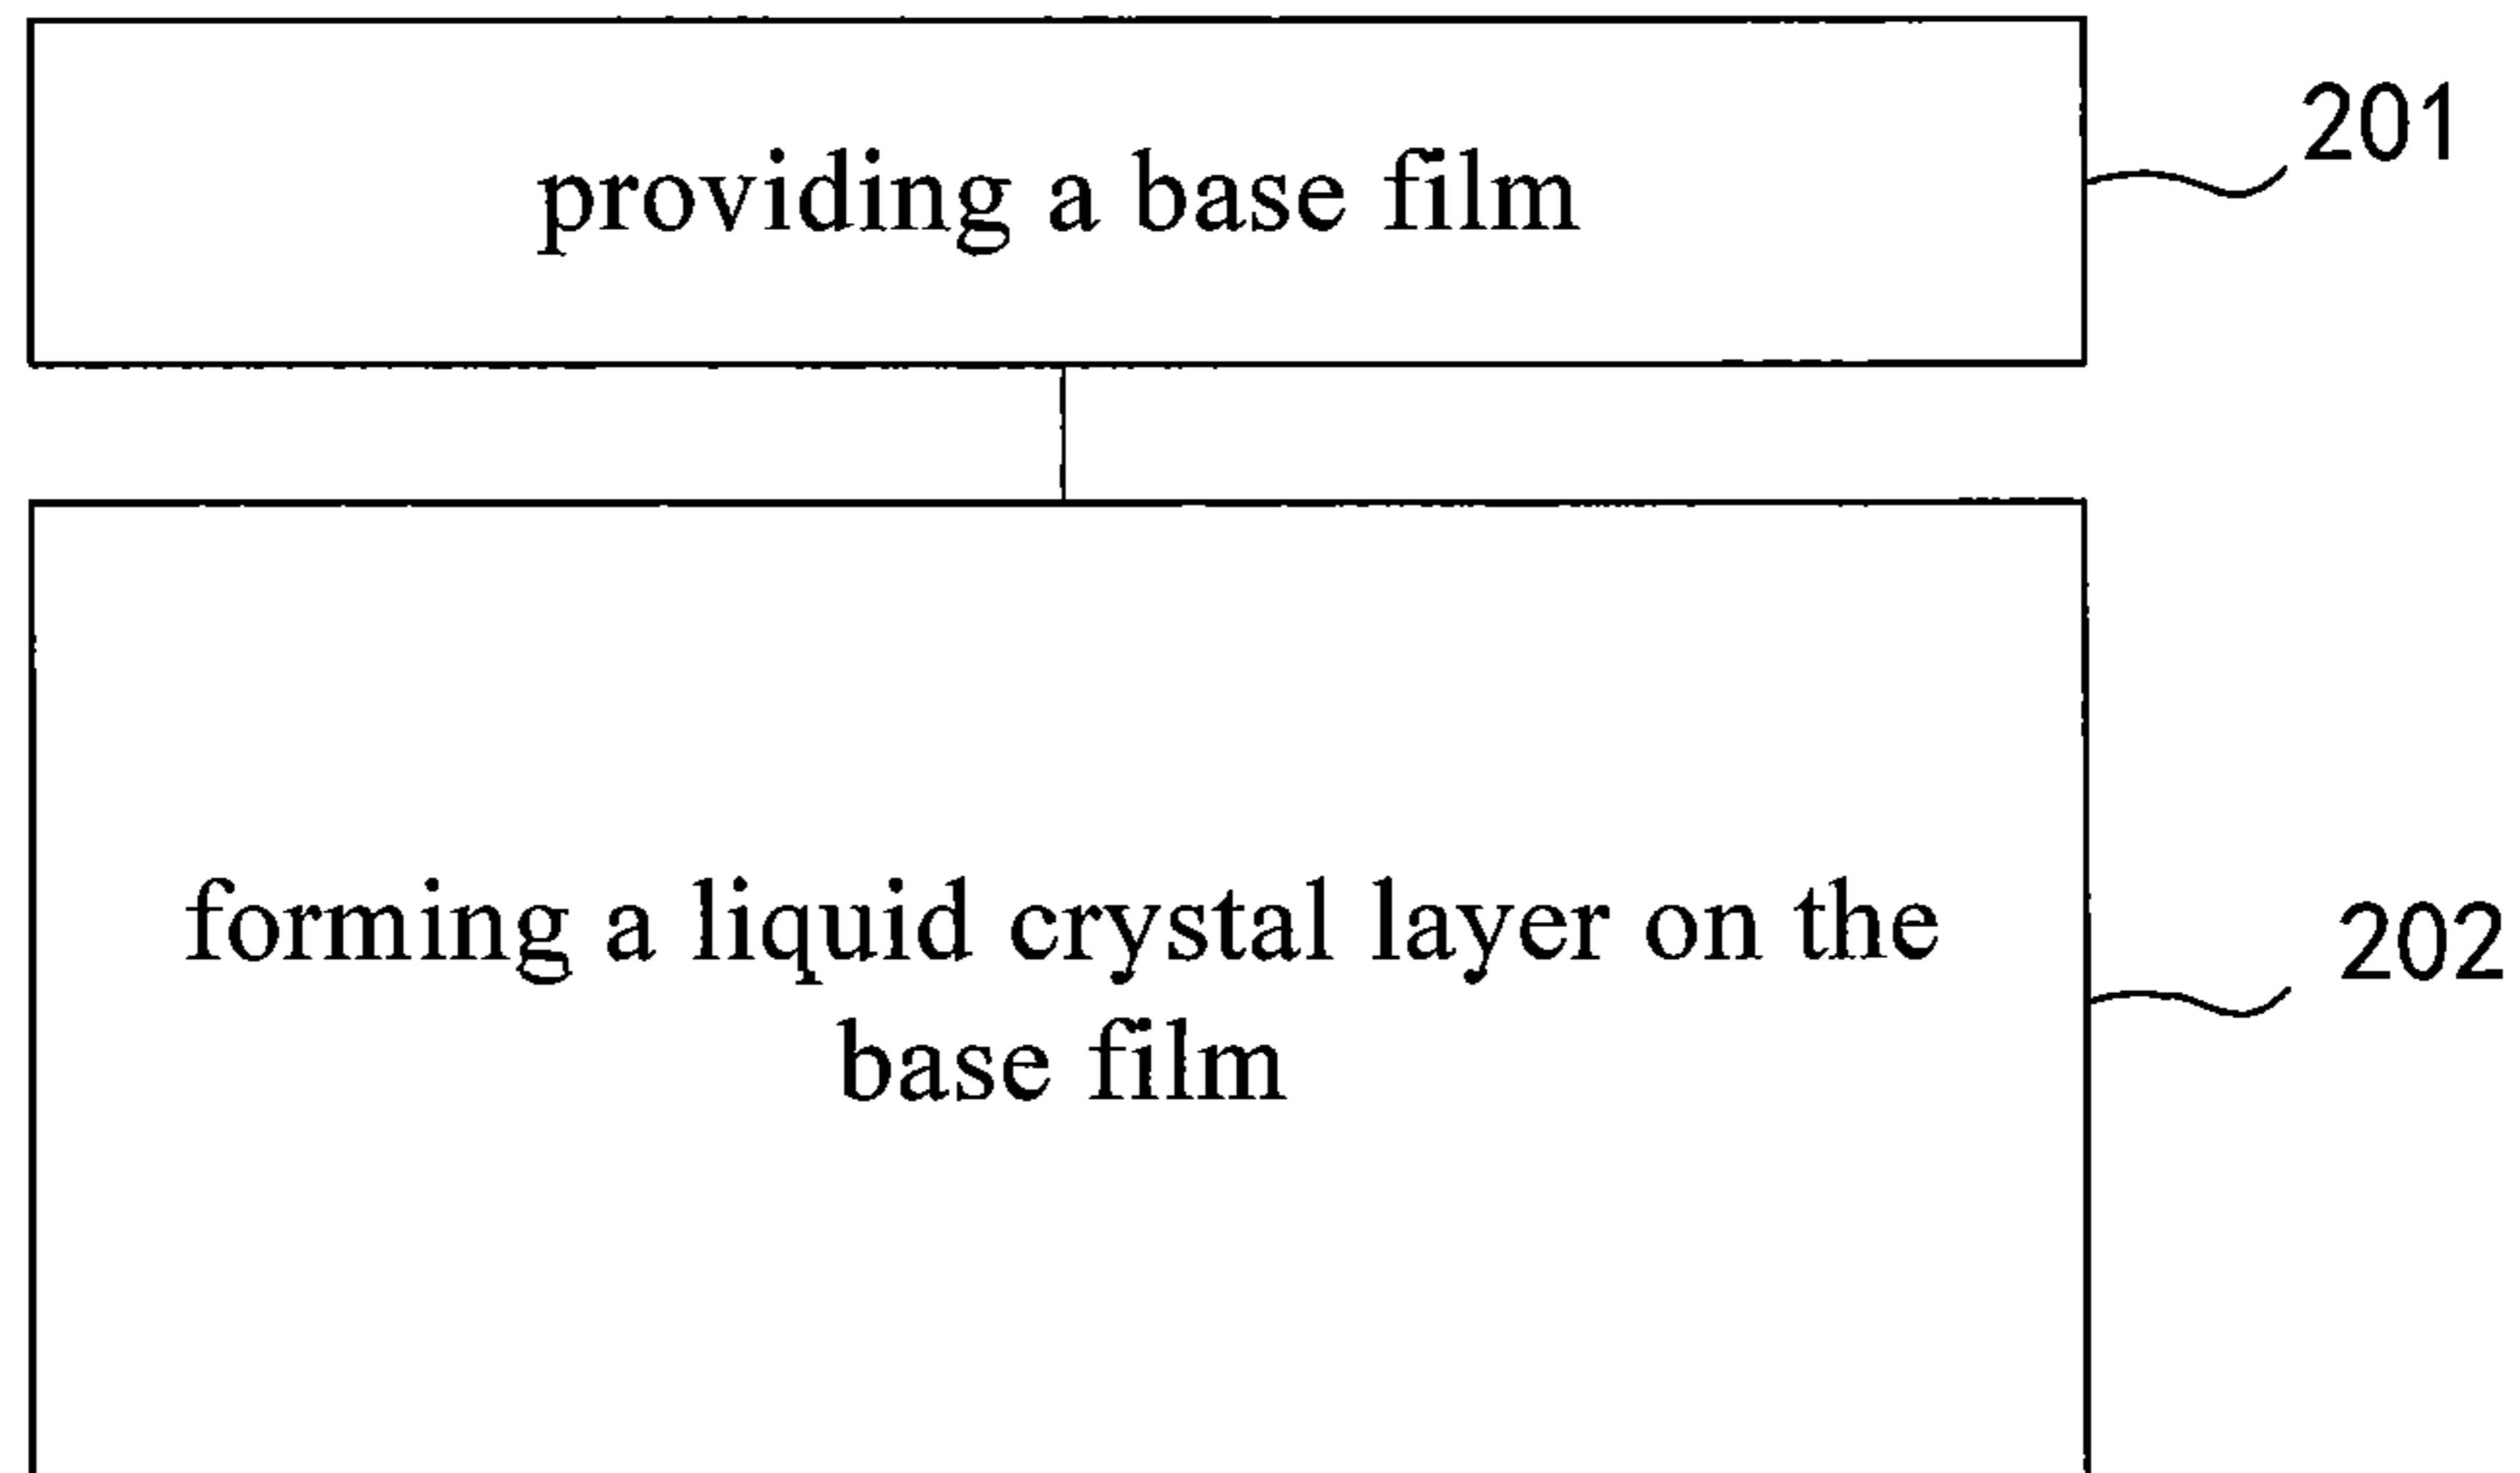 providing a base film
201
forming a liquid crystal layer on the
base film
202